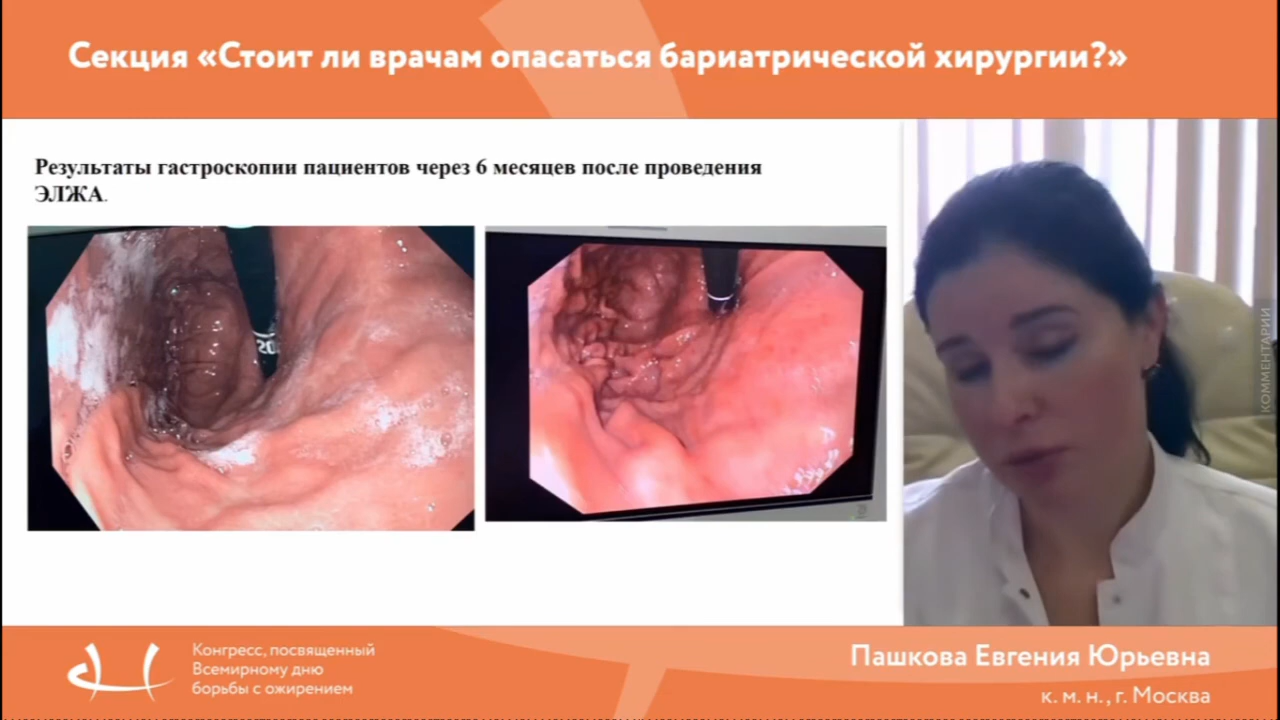 Секция «Стоит ли врачам опасаться бариатрической хирургии?»
Результаты гастроскопии пациентов через 6 месяцев после проведения
ЭЛЖА.
КОММЕНТАРИИ
Конгресс, посвященный
Всемирному дню
борьбы с ожирением
Пашкова Евгения Юрьевна
к. м. н., г. Москва